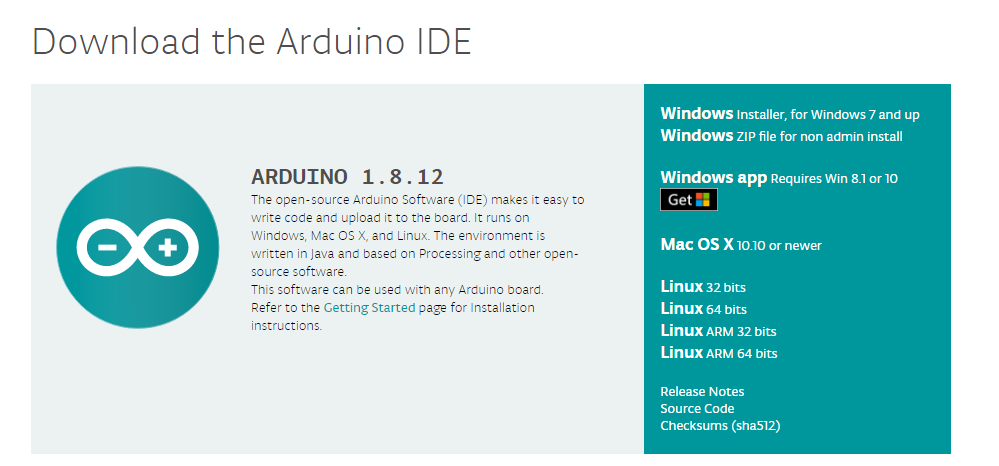 Download the Arduino IDE
ARDUINO 1.8.12
The open-source Arduino Software (IDE) makes it easy to
write code and upload it to the board. It runs on
Windows, Mac OS X, and Linux. The environment is
written in Java and based on Processing and other open-
source software.
This software can be used with any Arduino board.
Refer to the Getting Started page for Installation
instructions.
Windows Installer, for Windows 7 and up
Windows ZIP file for non admin install
Windows app Requires Win 8.1 or 10
Get
Mac OS X 10.10 or newer
Linux 32 bits
Linux 64 bits
Linux ARM 32 bits
Linux ARM 64 bits
Release Notes
Source Code
Checksums (sha512)